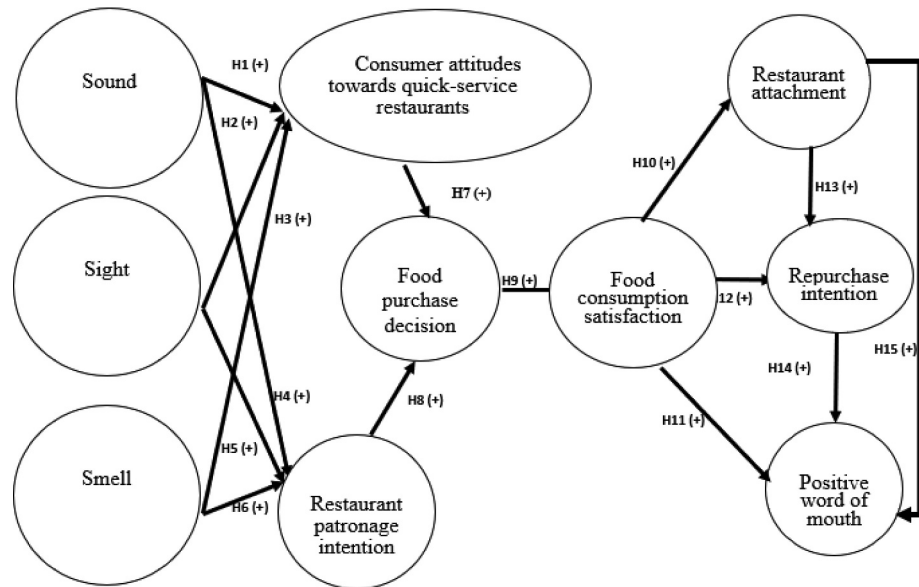 Sound
H1 (+)
H2 (+)
Consumer attitudes
towards quick-service
restaurants
Restaurant
attachment
H3 (+)
H7 (+)
H10 (+)
H13 (+)
Sight
Food
purchase
decision
H9 (+)
Food
consumption
satisfaction
12 (+)
Repurchase
intention
H14 (+)
H15 (+)
H4 (+)
H8 (+)
H11 (+)
H5 (+)
Smell
H6 (+)
Restaurant
patronage
intention
Positive
word of
mouth